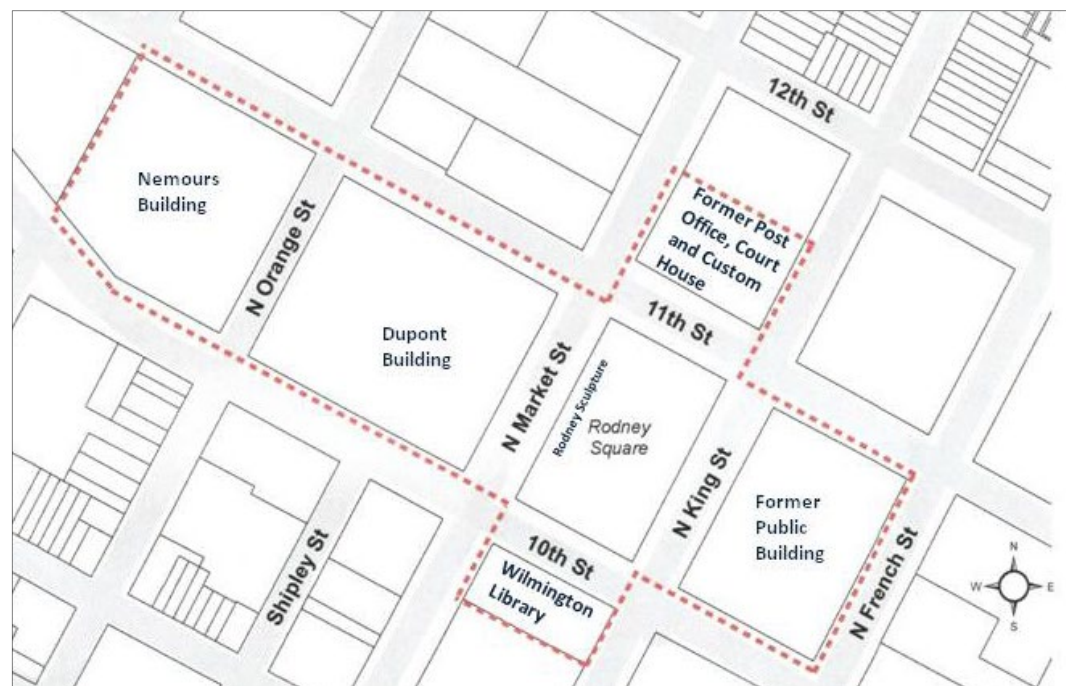 12th St
Nemours
Building
Former Post
Office, Court
and Custom
House
N Orange St
11th St
Dupont
Building
N Market St
Rodney Sculpture
Rodney
Square
N King St
Former
Public
Building
10th St
Wilmington
Library
Shipley St
N French St
N
W
E
S